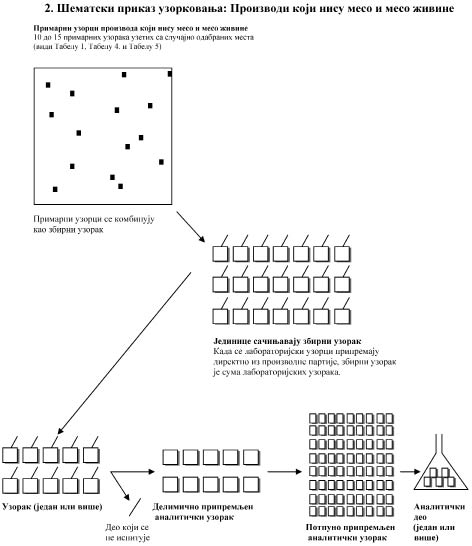 2. Шематски приказ узорковања: Производи који нису месо и месо живине
Примарни узорци производа који нису месо и месо живине
10 до 15 примарних узорака узетих са случајно одабраних места
(види Табелу 1, Табелу 4. и Табелу 5)
Примарни узорци се комбинују
као збирни узорак
Јединице сачињавају збирни узорак
Када се лабораторијски узорци припремају
директно из производне партије, збирни узорак
је сума лабораторијских узорака.
Узорак (један или више)
Део који се
не испитује
Делимично припремљен
аналитички узорак
Потпуно припремљен
аналитички узорак
Аналитички
део
(један или
више)